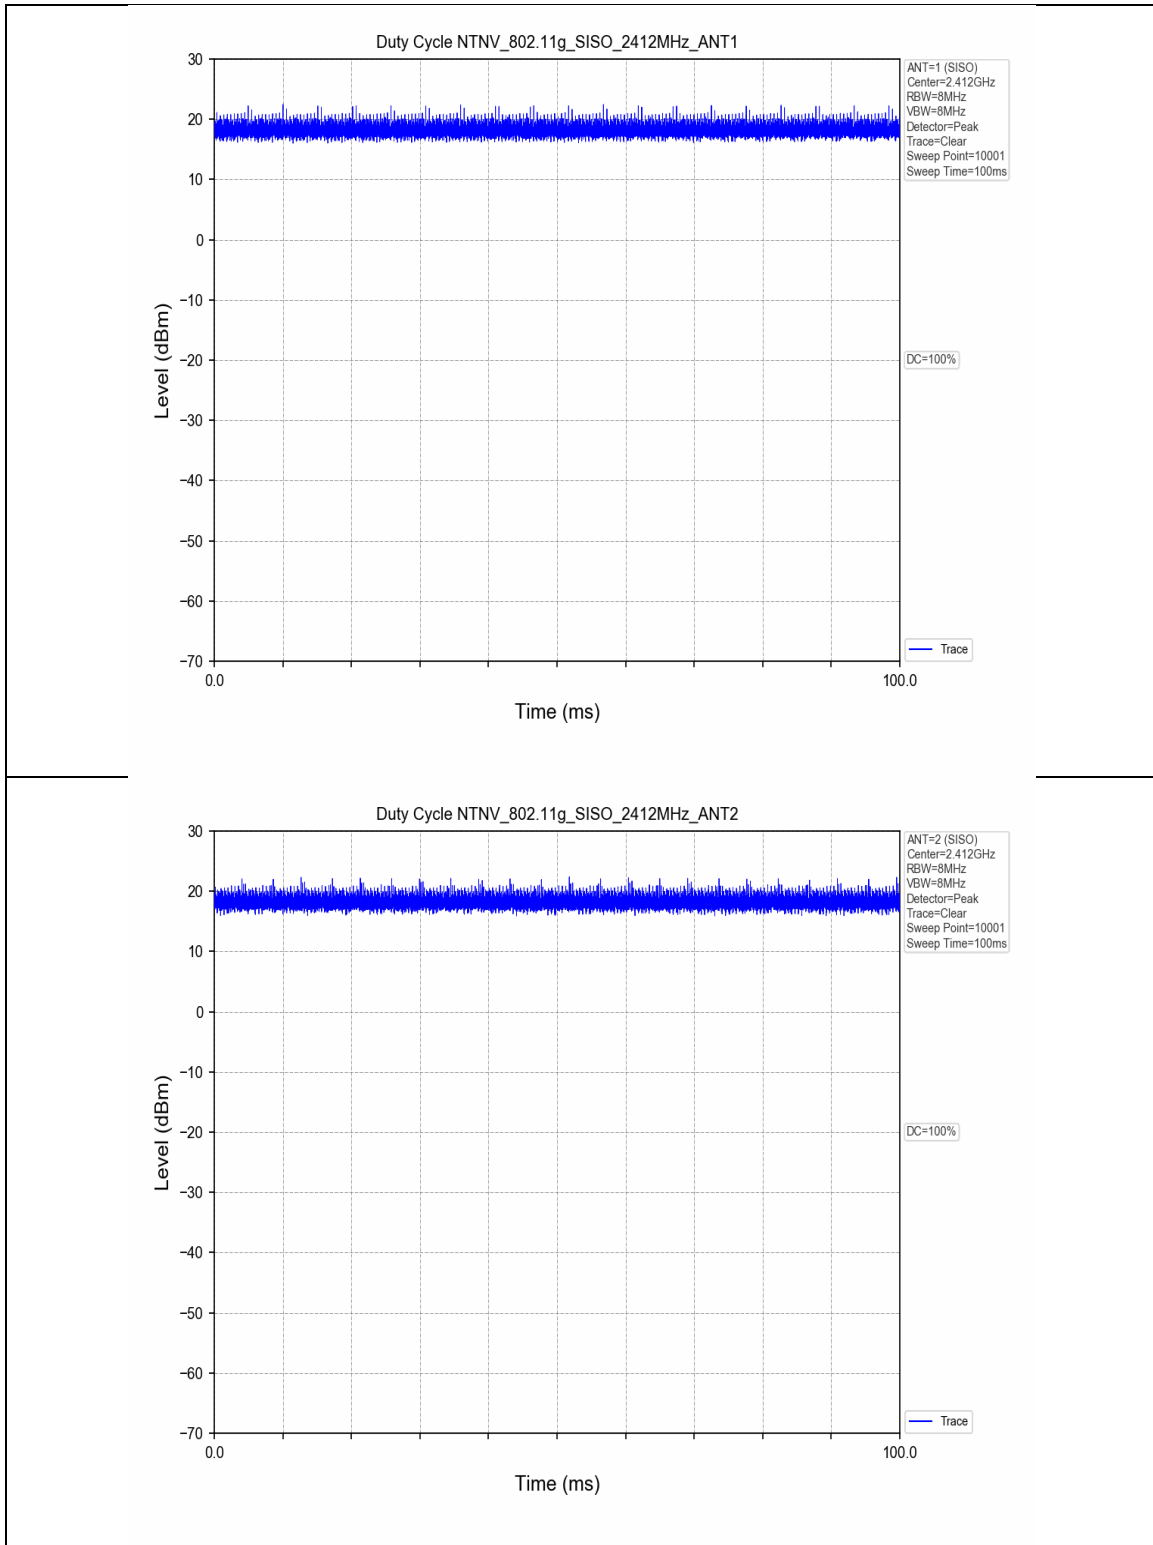 Duty Cycle NTNV_802.11g_SISO_2412MHz_ANT1
30
20
10
0
−10
−20
−30
−40
−50
−60
−70
Level (dBm)
0.0
100.0
Time (ms)
ANT=1 (SISO)
Center=2.412GHz
RBW=8MHz
VBW=8MHz
Detector=Peak
Trace=Clear
Sweep Point=10001
Sweep Time=100ms
DC=100%
Trace
Duty Cycle NTNV_802.11g_SISO_2412MHz_ANT2
30
20
10
0
−10
−20
−30
−40
−50
−60
−70
Level (dBm)
0.0
100.0
Time (ms)
ANT=2 (SISO)
Center=2.412GHz
RBW=8MHz
VBW=8MHz
Detector=Peak
Trace=Clear
Sweep Point=10001
Sweep Time=100ms
DC=100%
Trace